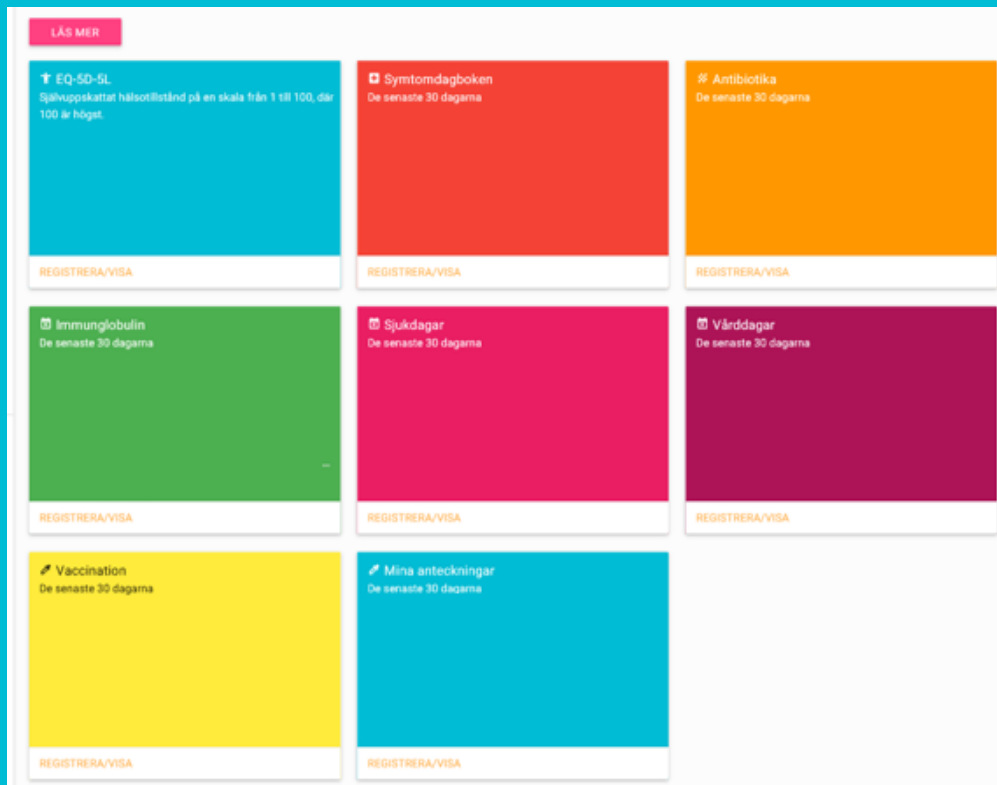 LÄS MER
EQ-5D-5L
Självuppskattat hälsotillstånd på en skala från 1 till 100, där
100 är högst.
REGISTRERA/VISA
Symtomdagboken
De senaste 30 dagarna
REGISTRERA/VISA
Antibiotika
De senaste 30 dagarna
REGISTRERA/VISA
Immunglobulin
De senaste 30 dagarna
REGISTRERA/VISA
Sjukdagar
De senaste 30 dagarna
REGISTRERA/VISA
Vårddagar
De senaste 30 dagarna
REGISTRERA/VISA
Vaccination
De senaste 30 dagarna
REGISTRERA/VISA
Mina anteckningar
De senaste 30 dagarna
REGISTRERA/VISA